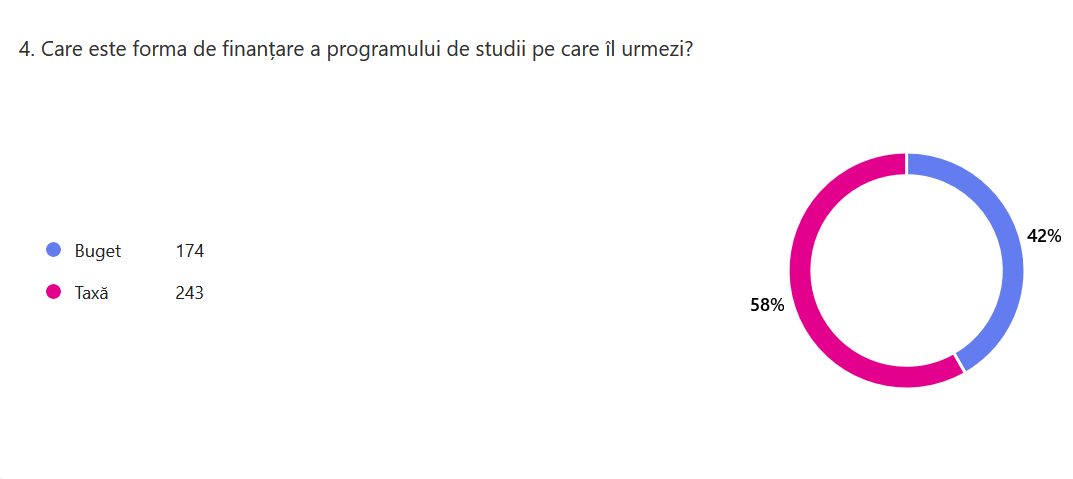 4. Care este forma de finanțare a programului de studii pe care îl urmezi?
Buget 174
Taxă 243
42%
58%